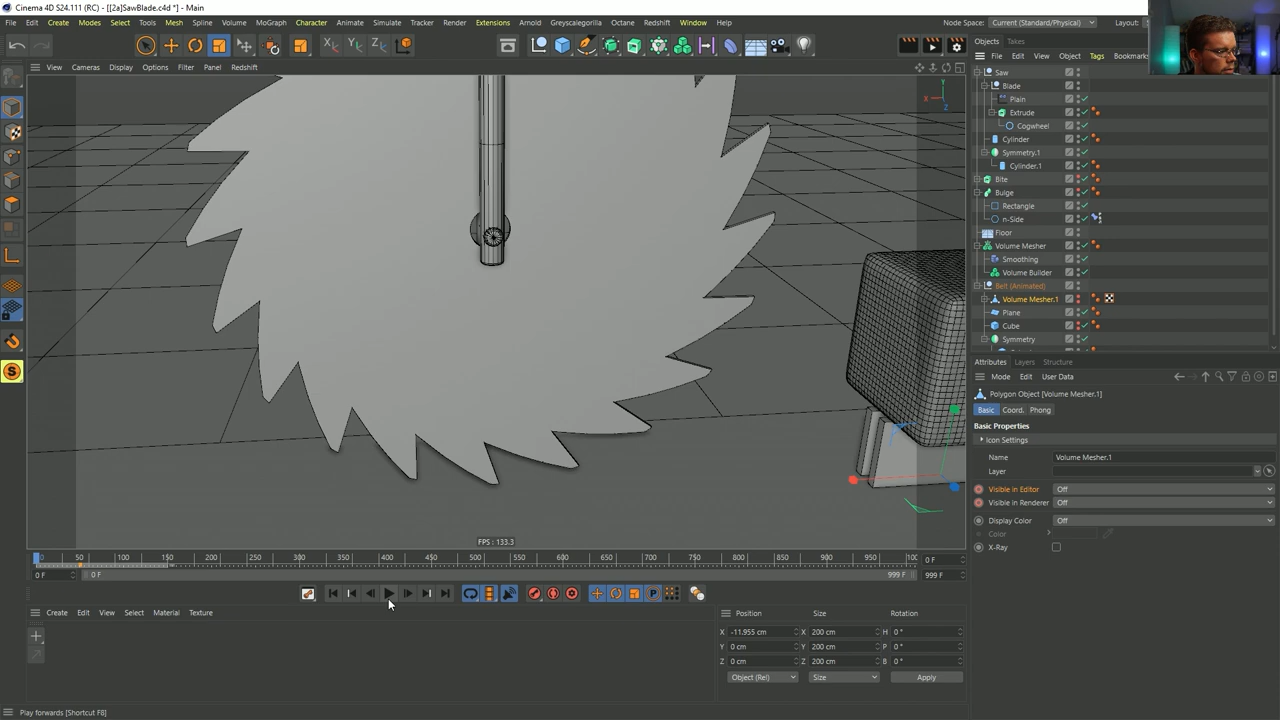 Cinema 4D S24.111 (RC) - [[2a]SawBlade.c4d *] - Main
File Edit Create Modes Select Tools Mesh Spline Volume MoGraph Character Animate Simulate Tracker Render Extensions Arnold Greyscalegorilla Octane Redshift Window Help Node Space: Current (Standard/Physical) Layout:
Objects Takes
View Cameras Display Options Filter Panel Redshift
File Edit View Object Tags Bookmarks
Saw
Blade
Plain
Extrude
Cogwheel
Cylinder
Symmetry.1
Cylinder.1
Bite
Bulge
Rectangle
n-Side
Floor
Volume Mesher
Smoothing
Volume Builder
Belt (Animated)
Volume Mesher.1
Plane
Cube
Symmetry
Attributes Layers Structure
Mode Edit User Data
Polygon Object [Volume Mesher.1]
Basic Coord. Phong
Basic Properties
Icon Settings
Name Volume Mesher.1
Layer
Visible in Editor Off
Visible in Renderer Off
Display Color Off
Color
X-Ray
FPS : 133.3
0 50 100 150 200 250 300 350 400 450 500 550 600 650 700 750 800 850 900 950 100 0 F
0 F 0 F 999 F 999 F
Create Edit View Select Material Texture
Position Size Rotation
X -11.955 cm X 200 cm H 0 °
Y 0 cm Y 200 cm P 0 °
Z 0 cm Z 200 cm B 0 °
Object (Rel) Size Apply
Play forwards [Shortcut F8]